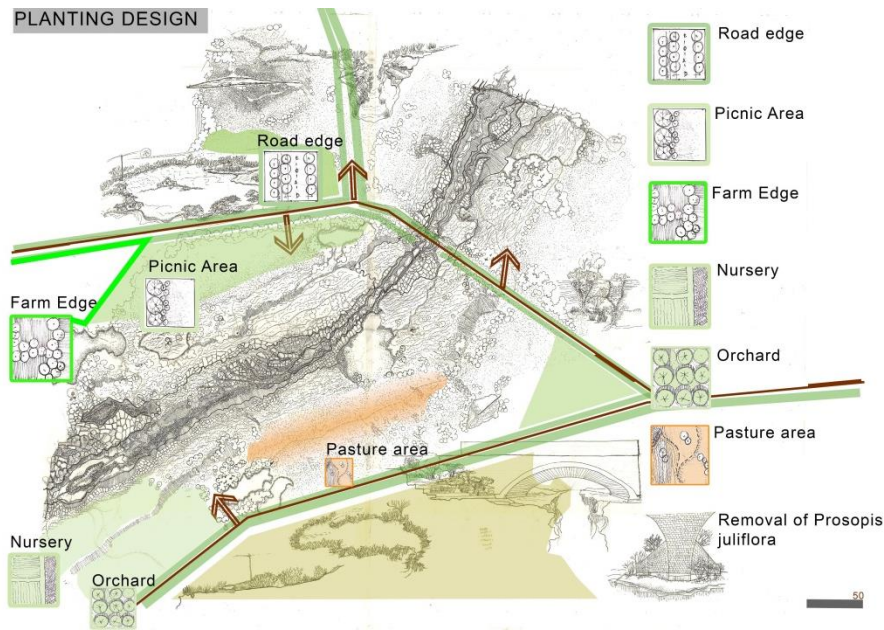 PLANTING DESIGN
Road edge
Picnic Area
Farm Edge
Nursery
Orchard
Pasture area
Road edge
Picnic Area
Farm Edge
Nursery
Orchard
Pasture area
Removal of Prosopis
juliflora
50